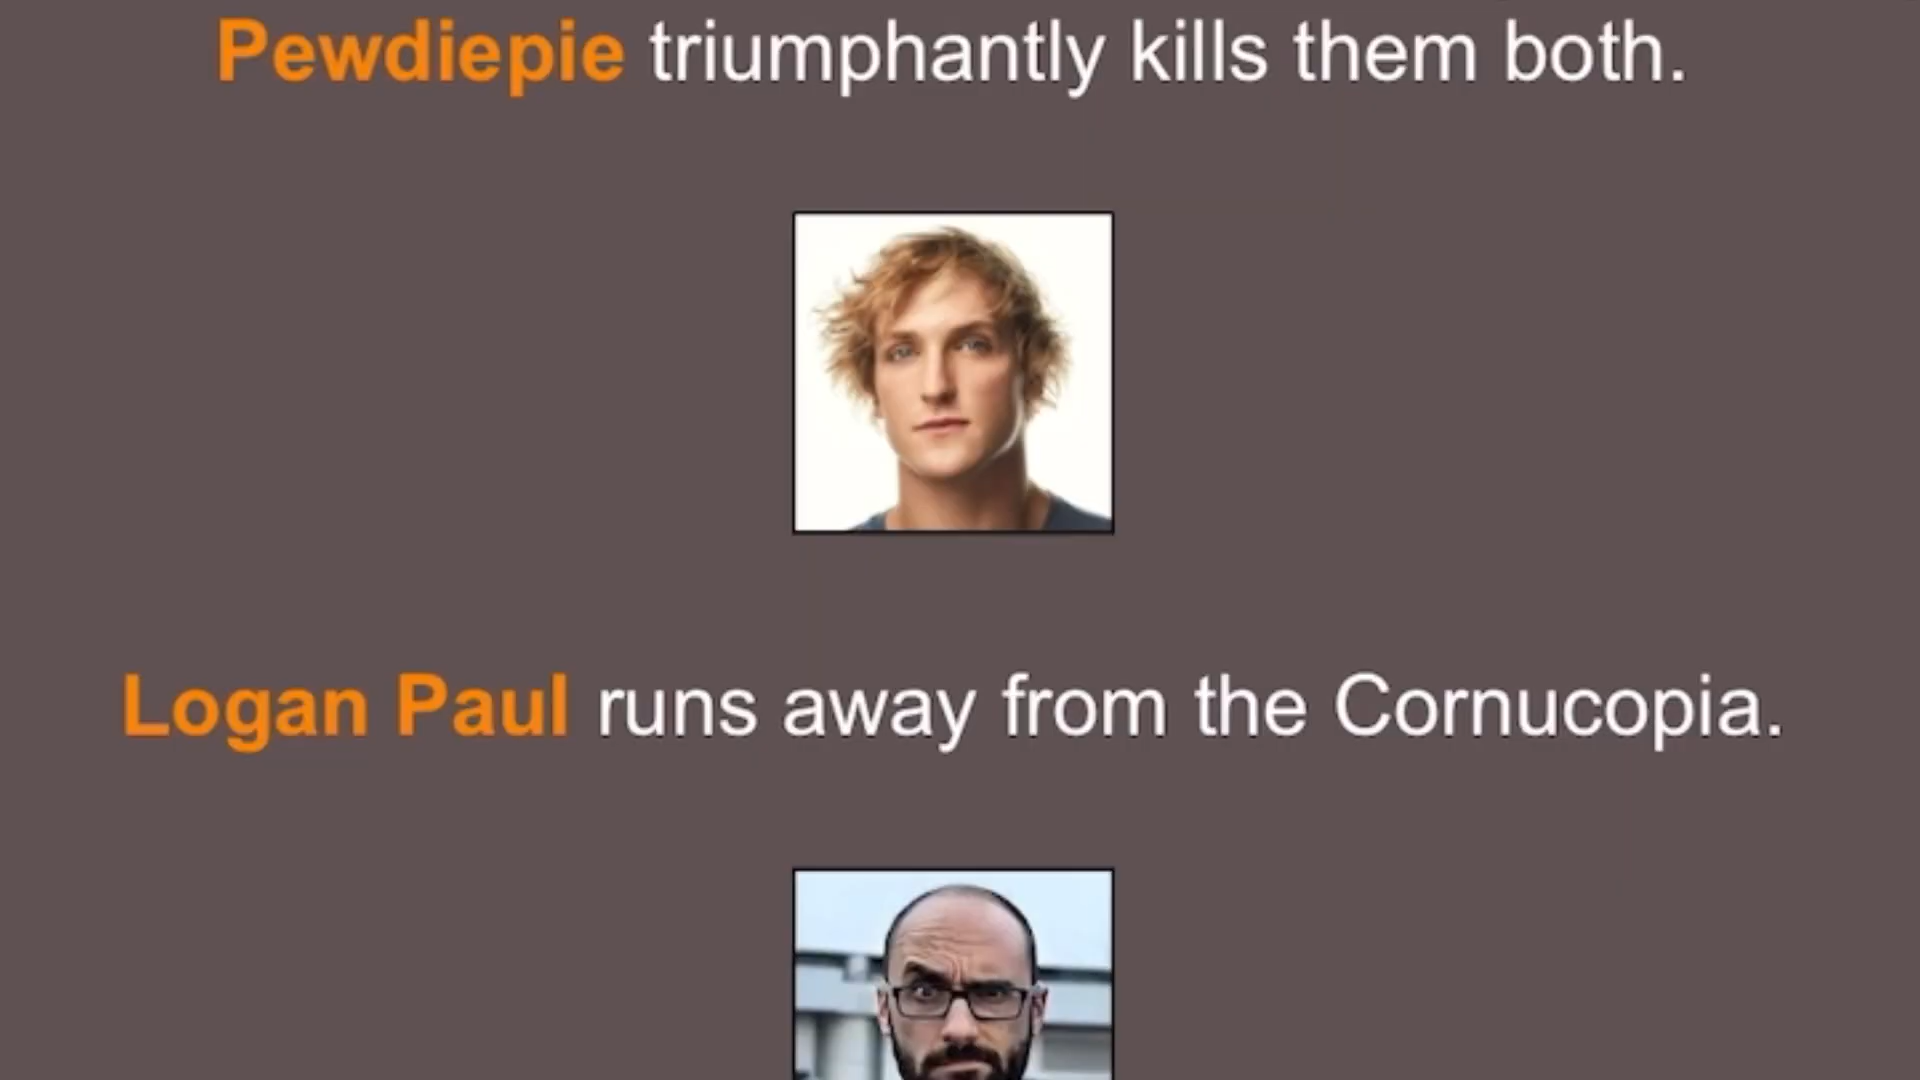 Pewdiepie triumphantly kills them both.
Logan Paul runs away from the Cornucopia.